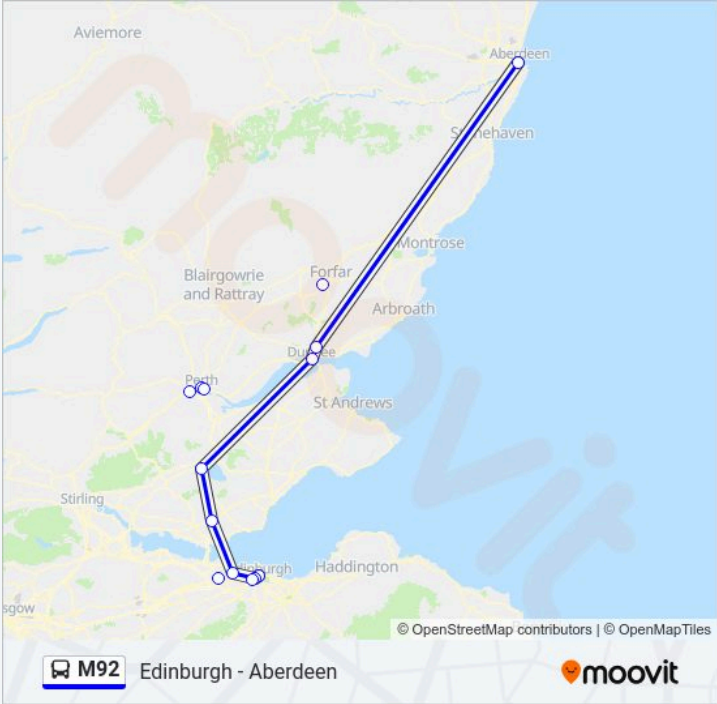 Aviemore
Aberdeen
Stonehaven
Montrose
Forfar
Blairgowrie
and Rattray
Arbroath
Dundee
Perth
St Andrews
Stirling
Edinburgh
Haddington
sgow
© OpenStreetMap contributors | © OpenMapTiles
M92
Edinburgh - Aberdeen
moovit
moovit